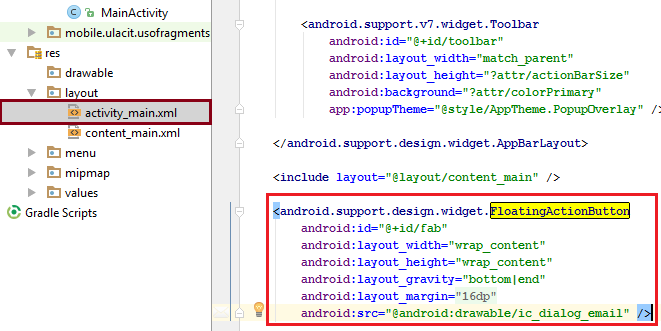 MainActivity
mobile.ulacit.usofragments
res
drawable
layout
activity_main.xml
content_main.xml
menu
mipmap
values
Gradle Scripts
<android.support.v7.widget.Toolbar
android:id="@+id/toolbar"
android:layout_width="match_parent"
android:layout_height="?attr/actionBarSize"
android:background="?attr/colorPrimary"
app:popupTheme="@style/AppTheme.PopupOverlay" />
</android.support.design.widget.AppBarLayout>
<include layout="@layout/content_main" />
<android.support.design.widget.FloatingActionButton
android:id="@+id/fab"
android:layout_width="wrap_content"
android:layout_height="wrap_content"
android:layout_gravity="bottom|end"
android:layout_margin="16dp"
android:src="@android:drawable/ic_dialog_email" />